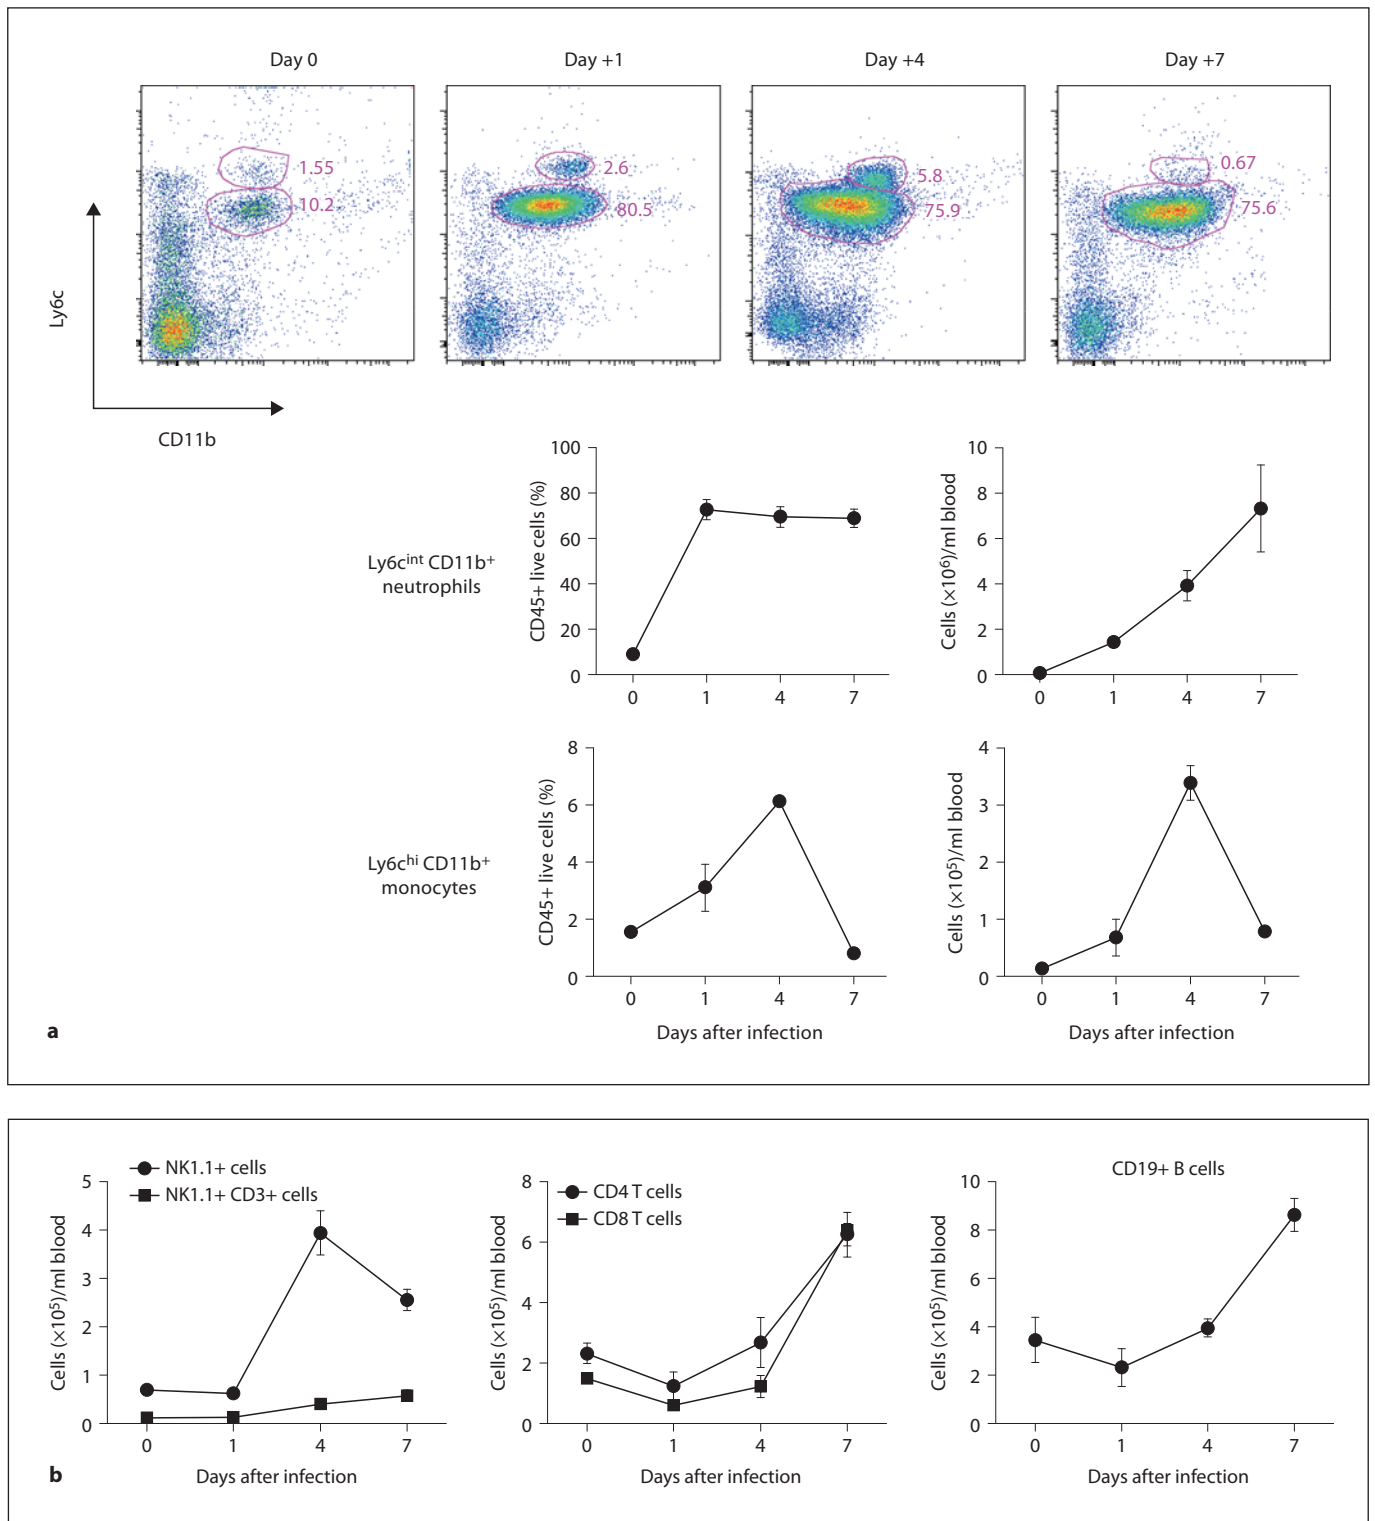 Day 0
Day +1
Day +4
Day +7
1.55
10.2
2.6
80.5
5.8
75.9
0.67
75.6
Ly6c
CD11b
Ly6cint CD11b+
neutrophils
CD45+ live cells (%)
100
80
60
40
20
0
0 1 4 7
Cells (×10⁶)/ml blood
10
8
6
4
2
0
0 1 4 7
Ly6chi CD11b+
monocytes
CD45+ live cells (%)
8
6
4
2
0
0 1 4 7
Days after infection
Cells (×10⁵)/ml blood
4
3
2
1
0
0 1 4 7
Days after infection
a
NK1.1+ cells
NK1.1+ CD3+ cells
Cells (×10⁵)/ml blood
5
4
3
2
1
0
0 1 4 7
Days after infection
CD4 T cells
CD8 T cells
Cells (×10⁵)/ml blood
8
6
4
2
0
0 1 4 7
Days after infection
CD19+ B cells
Cells (×10⁵)/ml blood
10
8
6
4
2
0
0 1 4 7
Days after infection
b